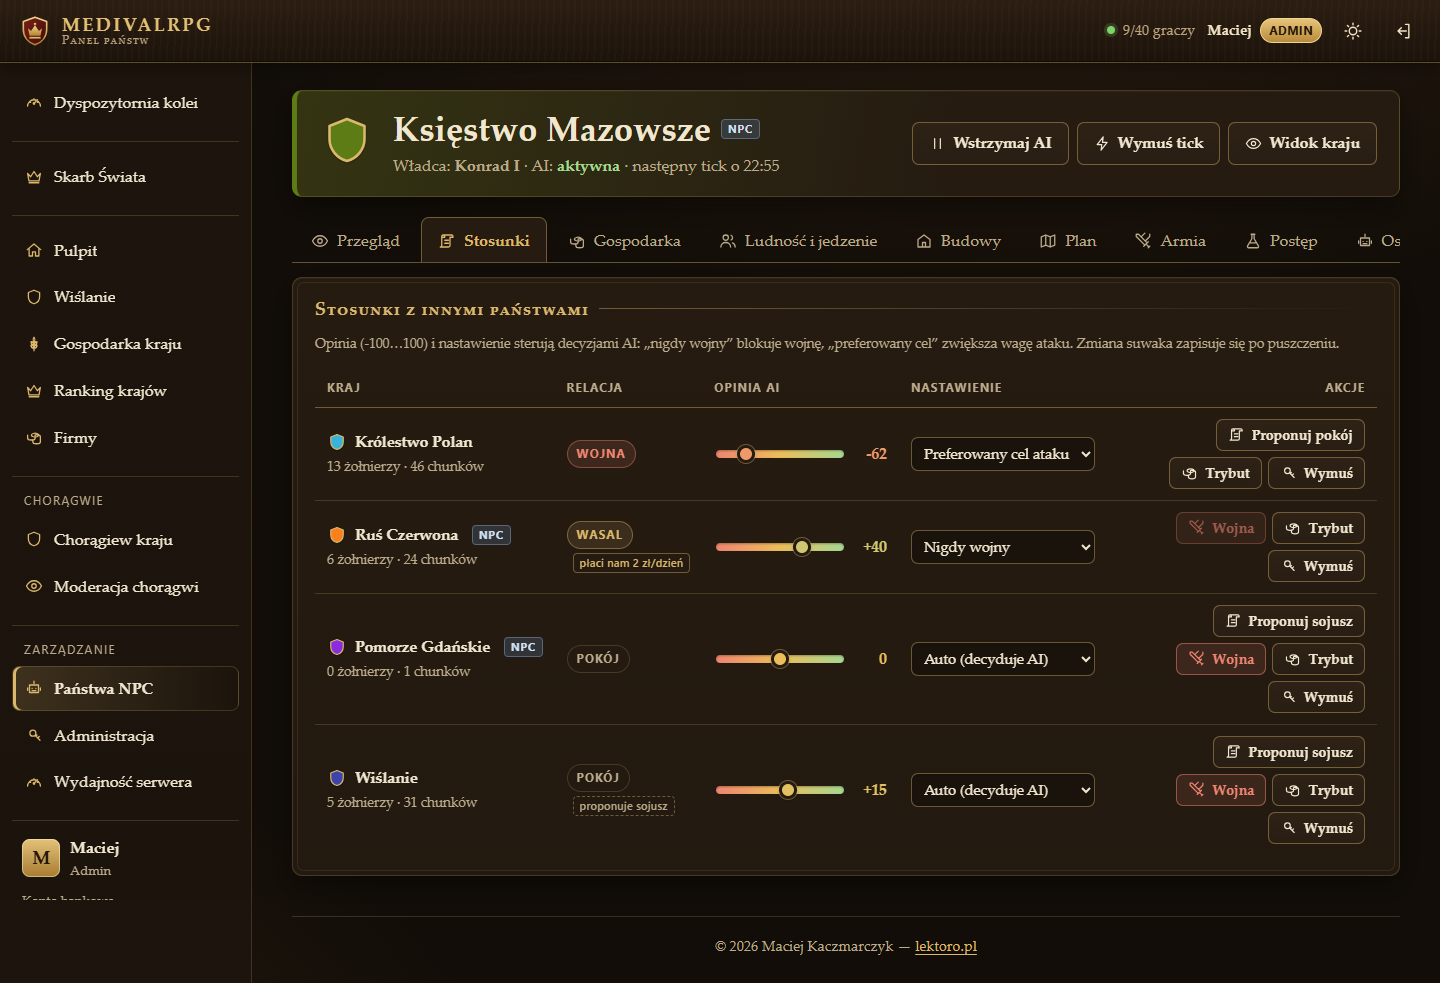 MEDIVALRPG
Panel państw
9/40 graczy Maciej ADMIN
Dyspozytornia kolei
Skarb Świata
Pulpit
Wiślanie
Gospodarka kraju
Ranking krajów
Firmy
CHORĄGWIE
Chorągiew kraju
Moderacja chorągwi
ZARZĄDZANIE
Państwa NPC
Administracja
Wydajność serwera
M
Maciej
Admin
Księstwo Mazowsze NPC
Władca: Konrad I · AI: aktywna · następny tick o 22:55
Wstrzymaj AI Wymuś tick Widok kraju
Przegląd Stosunki Gospodarka Ludność i jedzenie Budowy Plan Armia Postęp Os
Stosunki z innymi państwami
Opinia (-100…100) i nastawienie sterują decyzjami AI: „nigdy wojny” blokuje wojnę, „preferowany cel” zwiększa wagę ataku. Zmiana suwaka zapisuje się po puszczeniu.
KRAJ RELACJA OPINIA AI NASTAWIENIE AKCJE
Królestwo Polan
13 żołnierzy · 46 chunków
WOJNA
-62
Preferowany cel ataku
Proponuj pokój
Trybut Wymuś
Ruś Czerwona NPC
6 żołnierzy · 24 chunków
WASAL
płaci nam 2 zł/dzień
+40
Nigdy wojny
Wojna Trybut
Wymuś
Pomorze Gdańskie NPC
0 żołnierzy · 1 chunków
POKÓJ
0
Auto (decyduje AI)
Proponuj sojusz
Wojna Trybut
Wymuś
Wiślanie
5 żołnierzy · 31 chunków
POKÓJ
proponuje sojusz
+15
Auto (decyduje AI)
Proponuj sojusz
Wojna Trybut
Wymuś
© 2026 Maciej Kaczmarczyk — lektoro.pl